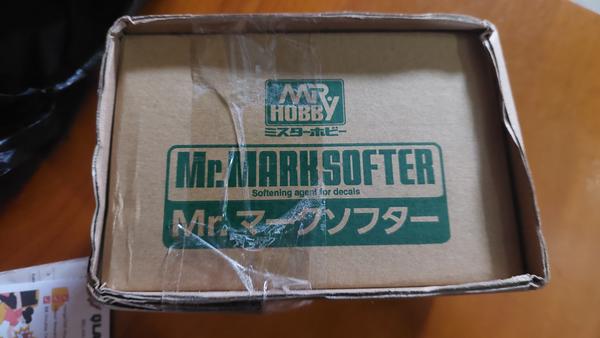 MR.
HOBBY
ミスターホビー
Mr.MARK SOFTER
Softening agent for decals
Mr.マークソフター